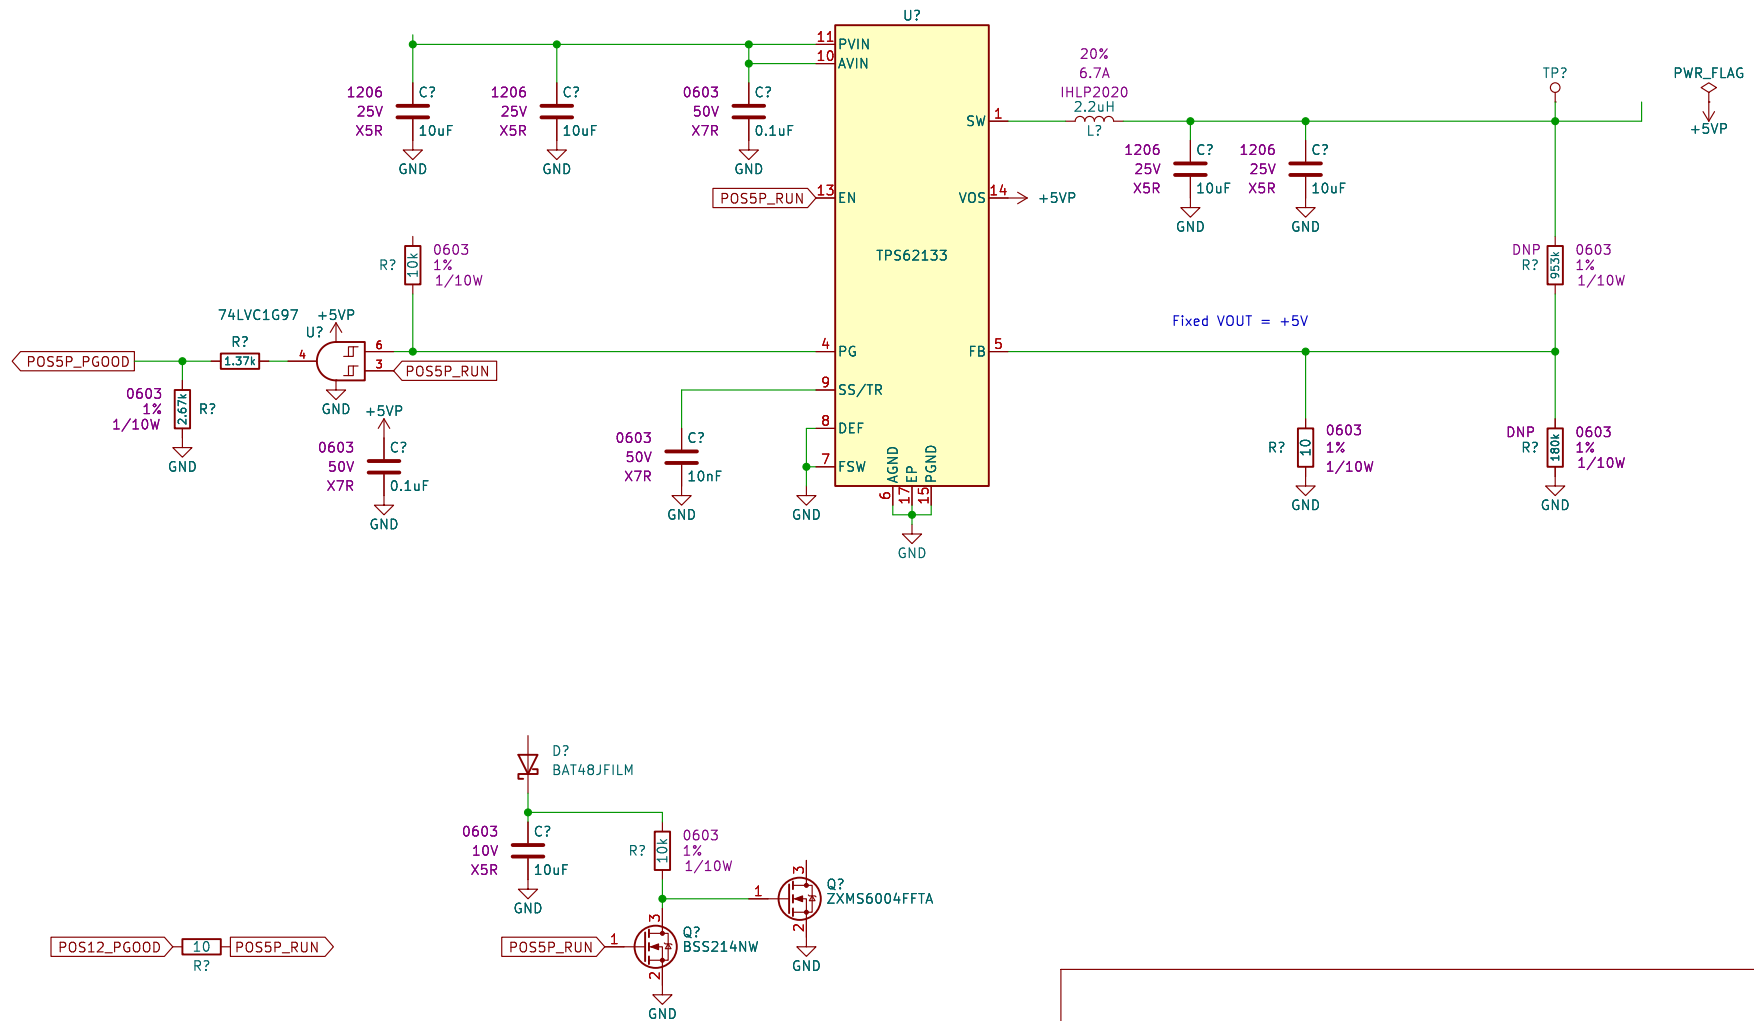 U?
11 PVIN
10 AVIN
1206 C?
25V
X5R 10uF
GND
1206 C?
25V
X5R 10uF
GND
0603 C?
50V
X7R 0.1uF
GND
20%
6.7A
IHLP2020
2.2uH
L?
SW 1
TP?
PWR_FLAG
+5VP
1206 C?
25V
X5R 10uF
GND
1206 C?
25V
X5R 10uF
GND
POS5P_RUN 13 EN
VOS 14 +5VP
TPS62133
R? 10k 0603
1%
1/10W
DNP 0603
R? 953k 1%
1/10W
Fixed VOUT = +5V
74LVC1G97 +5VP
U?
R?
POS5P_PGOOD 1.37k 4 6
3 POS5P_RUN
GND
4 PG
FB 5
0603
1% 2.67k R?
1/10W
GND
+5VP
0603 C?
50V
X7R 0.1uF
GND
9 SS/TR
8 DEF
7 FSW
0603 C?
50V
X7R 10nF
GND
GND
AGND EP PGND
6 17 15
GND
R? 10 0603
1%
1/10W
GND
DNP 0603
R? 180k 1%
1/10W
GND
D?
BAT48JFILM
0603 C?
10V
X5R 10uF
GND
R? 10k 0603
1%
1/10W
3
1 Q?
ZXMS6004FFTA
2
GND
3
POS5P_RUN 1 Q?
BSS214NW
2
GND
POS12_PGOOD 10 POS5P_RUN
R?